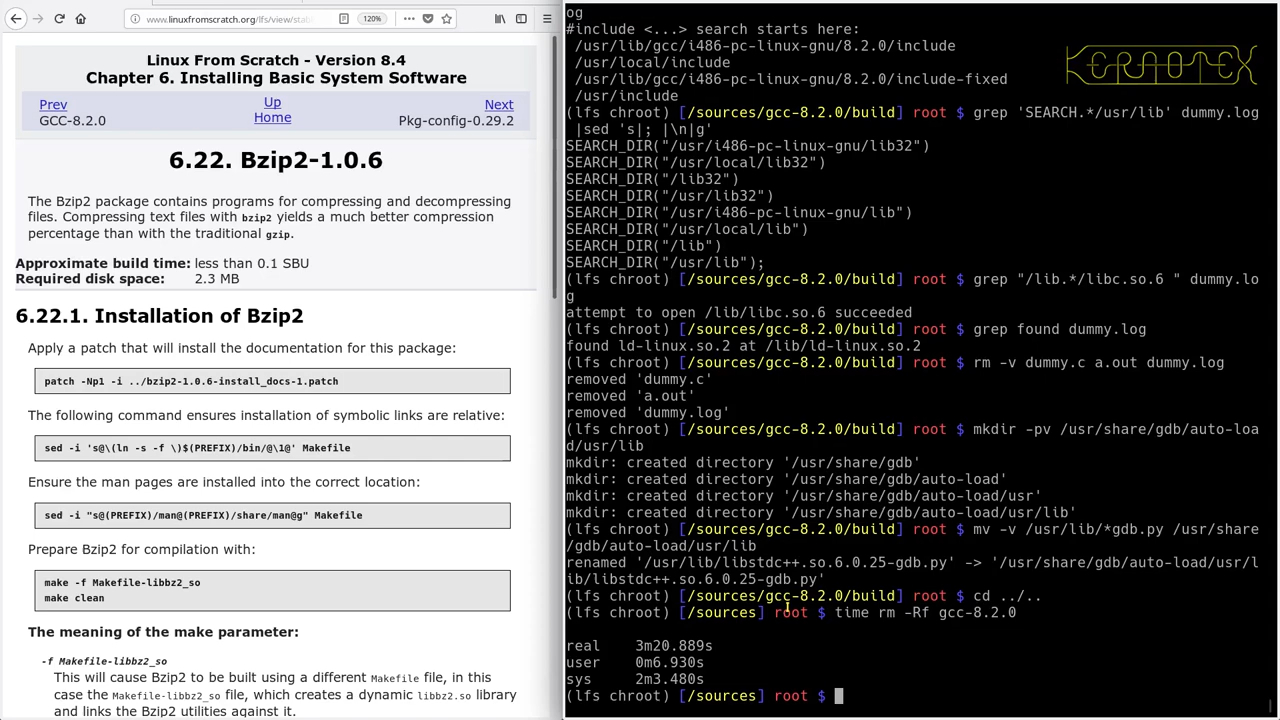 www.linuxfromscratch.org/lfs/view/stab
120%
Linux From Scratch - Version 8.4
Chapter 6. Installing Basic System Software
Prev
Up
Next
GCC-8.2.0
Home
Pkg-config-0.29.2
6.22. Bzip2-1.0.6
The Bzip2 package contains programs for compressing and decompressing
files. Compressing text files with bzip2 yields a much better compression
percentage than with the traditional gzip.
Approximate build time: less than 0.1 SBU
Required disk space: 2.3 MB
6.22.1. Installation of Bzip2
Apply a patch that will install the documentation for this package:
patch -Np1 -i ../bzip2-1.0.6-install_docs-1.patch
The following command ensures installation of symbolic links are relative:
sed -i 's@\(ln -s -f \)$(PREFIX)/bin/@\1@' Makefile
Ensure the man pages are installed into the correct location:
sed -i "s@(PREFIX)/man@(PREFIX)/share/man@g" Makefile
Prepare Bzip2 for compilation with:
make -f Makefile-libbz2_so
make clean
The meaning of the make parameter:
-f Makefile-libbz2_so
This will cause Bzip2 to be built using a different Makefile file, in this
case the Makefile-libbz2_so file, which creates a dynamic libbz2.so library
and links the Bzip2 utilities against it.
og
#include <...> search starts here:
/usr/lib/gcc/i486-pc-linux-gnu/8.2.0/include
/usr/local/include
/usr/lib/gcc/i486-pc-linux-gnu/8.2.0/include-fixed
/usr/include
(lfs chroot) [/sources/gcc-8.2.0/build] root $ grep 'SEARCH.*/usr/lib' dummy.log
|sed 's|; |\n|g'
SEARCH_DIR("/usr/i486-pc-linux-gnu/lib32")
SEARCH_DIR("/usr/local/lib32")
SEARCH_DIR("/lib32")
SEARCH_DIR("/usr/lib32")
SEARCH_DIR("/usr/i486-pc-linux-gnu/lib")
SEARCH_DIR("/usr/local/lib")
SEARCH_DIR("/lib")
SEARCH_DIR("/usr/lib");
(lfs chroot) [/sources/gcc-8.2.0/build] root $ grep "/lib.*/libc.so.6 " dummy.lo
g
attempt to open /lib/libc.so.6 succeeded
(lfs chroot) [/sources/gcc-8.2.0/build] root $ grep found dummy.log
found ld-linux.so.2 at /lib/ld-linux.so.2
(lfs chroot) [/sources/gcc-8.2.0/build] root $ rm -v dummy.c a.out dummy.log
removed 'dummy.c'
removed 'a.out'
removed 'dummy.log'
(lfs chroot) [/sources/gcc-8.2.0/build] root $ mkdir -pv /usr/share/gdb/auto-loa
d/usr/lib
mkdir: created directory '/usr/share/gdb'
mkdir: created directory '/usr/share/gdb/auto-load'
mkdir: created directory '/usr/share/gdb/auto-load/usr'
mkdir: created directory '/usr/share/gdb/auto-load/usr/lib'
(lfs chroot) [/sources/gcc-8.2.0/build] root $ mv -v /usr/lib/*gdb.py /usr/share
/gdb/auto-load/usr/lib
renamed '/usr/lib/libstdc++.so.6.0.25-gdb.py' -> '/usr/share/gdb/auto-load/usr/l
ib/libstdc++.so.6.0.25-gdb.py'
(lfs chroot) [/sources/gcc-8.2.0/build] root $ cd ../..
(lfs chroot) [/sources] root $ time rm -Rf gcc-8.2.0
real 3m20.889s
user 0m6.930s
sys 2m3.480s
(lfs chroot) [/sources] root $